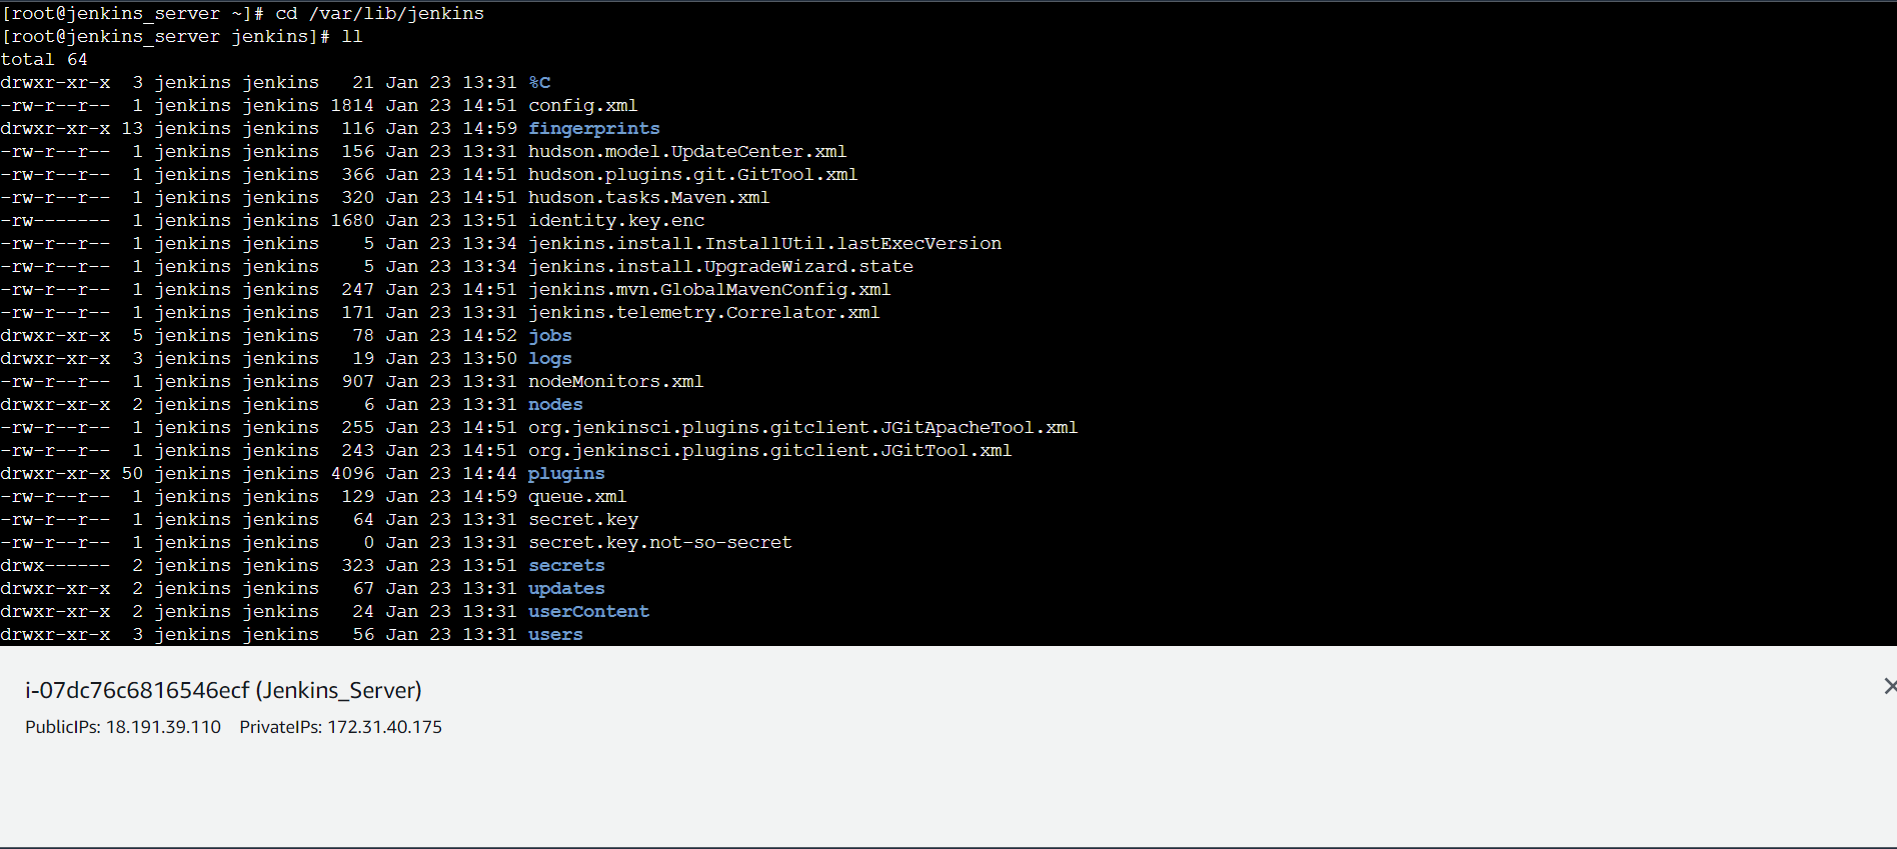 [root@jenkins_server ~]# cd /var/lib/jenkins
[root@jenkins_server jenkins]# ll
total 64
drwxr-xr-x  3 jenkins jenkins   21 Jan 23 13:31 %C
-rw-r--r--  1 jenkins jenkins 1814 Jan 23 14:51 config.xml
drwxr-xr-x 13 jenkins jenkins  116 Jan 23 14:59 fingerprints
-rw-r--r--  1 jenkins jenkins  156 Jan 23 13:31 hudson.model.UpdateCenter.xml
-rw-r--r--  1 jenkins jenkins  366 Jan 23 14:51 hudson.plugins.git.GitTool.xml
-rw-r--r--  1 jenkins jenkins  320 Jan 23 14:51 hudson.tasks.Maven.xml
-rw-------  1 jenkins jenkins 1680 Jan 23 13:51 identity.key.enc
-rw-r--r--  1 jenkins jenkins    5 Jan 23 13:34 jenkins.install.InstallUtil.lastExecVersion
-rw-r--r--  1 jenkins jenkins    5 Jan 23 13:34 jenkins.install.UpgradeWizard.state
-rw-r--r--  1 jenkins jenkins  247 Jan 23 14:51 jenkins.mvn.GlobalMavenConfig.xml
-rw-r--r--  1 jenkins jenkins  171 Jan 23 13:31 jenkins.telemetry.Correlator.xml
drwxr-xr-x  5 jenkins jenkins   78 Jan 23 14:52 jobs
drwxr-xr-x  3 jenkins jenkins   19 Jan 23 13:50 logs
-rw-r--r--  1 jenkins jenkins  907 Jan 23 13:31 nodeMonitors.xml
drwxr-xr-x  2 jenkins jenkins    6 Jan 23 13:31 nodes
-rw-r--r--  1 jenkins jenkins  255 Jan 23 14:51 org.jenkinsci.plugins.gitclient.JGitApacheTool.xml
-rw-r--r--  1 jenkins jenkins  243 Jan 23 14:51 org.jenkinsci.plugins.gitclient.JGitTool.xml
drwxr-xr-x 50 jenkins jenkins 4096 Jan 23 14:44 plugins
-rw-r--r--  1 jenkins jenkins  129 Jan 23 14:59 queue.xml
-rw-r--r--  1 jenkins jenkins   64 Jan 23 13:31 secret.key
-rw-r--r--  1 jenkins jenkins    0 Jan 23 13:31 secret.key.not-so-secret
drwx------  2 jenkins jenkins  323 Jan 23 13:51 secrets
drwxr-xr-x  2 jenkins jenkins   67 Jan 23 13:31 updates
drwxr-xr-x  2 jenkins jenkins   24 Jan 23 13:31 userContent
drwxr-xr-x  3 jenkins jenkins   56 Jan 23 13:31 users
i-07dc76c6816546ecf (Jenkins_Server)
PublicIPs: 18.191.39.110 PrivateIPs: 172.31.40.175